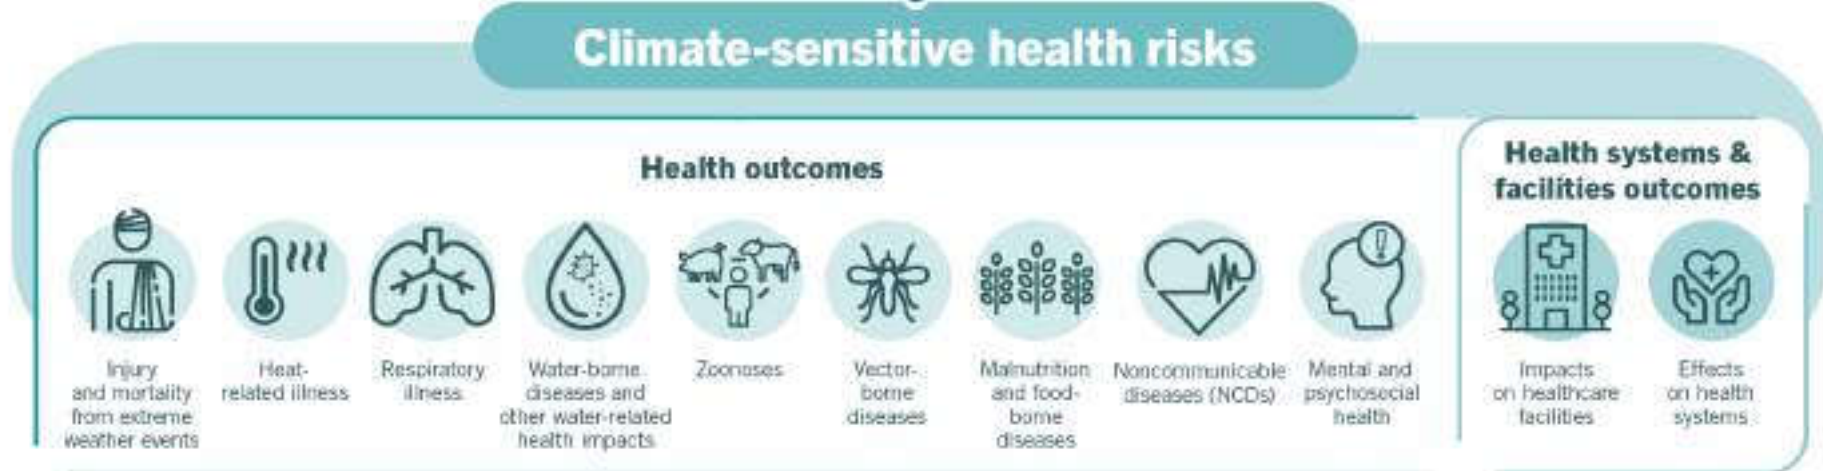 Climate-sensitive health risks
Health outcomes
Injury
and mortality
from extreme
weather events
Heat-
related illness
Respiratory
illness
Water-borne
diseases and
other water-related
health impacts
Zoonoses
Vector-
borne
diseases
Malnutrition
and food-
borne
diseases
Noncommunicable
diseases (NCDs)
Mental and
psychosocial
health
Health systems &
facilities outcomes
Impacts
on healthcare
facilities
Effects
on health
systems